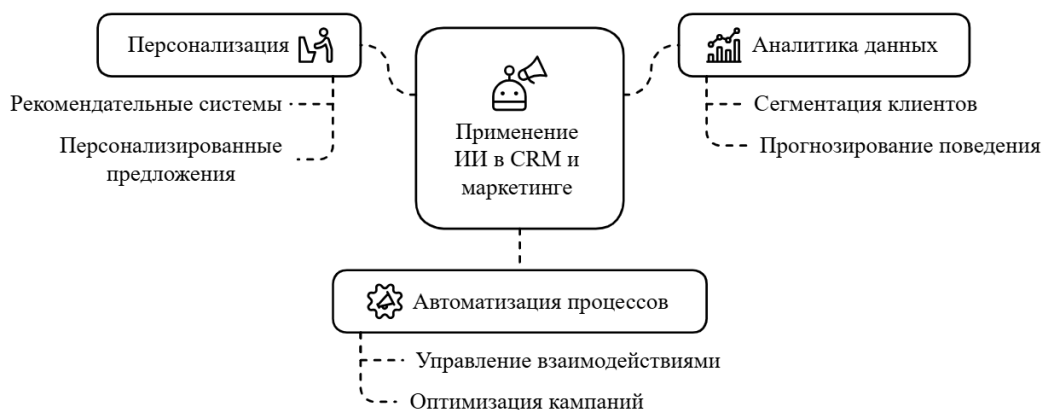 Персонализация
Рекомендательные системы
Персонализированные
предложения
Применение
ИИ в CRM и
маркетинге
Аналитика данных
Сегментация клиентов
Прогнозирование поведения
Автоматизация процессов
Управление взаимодействиями
Оптимизация кампаний